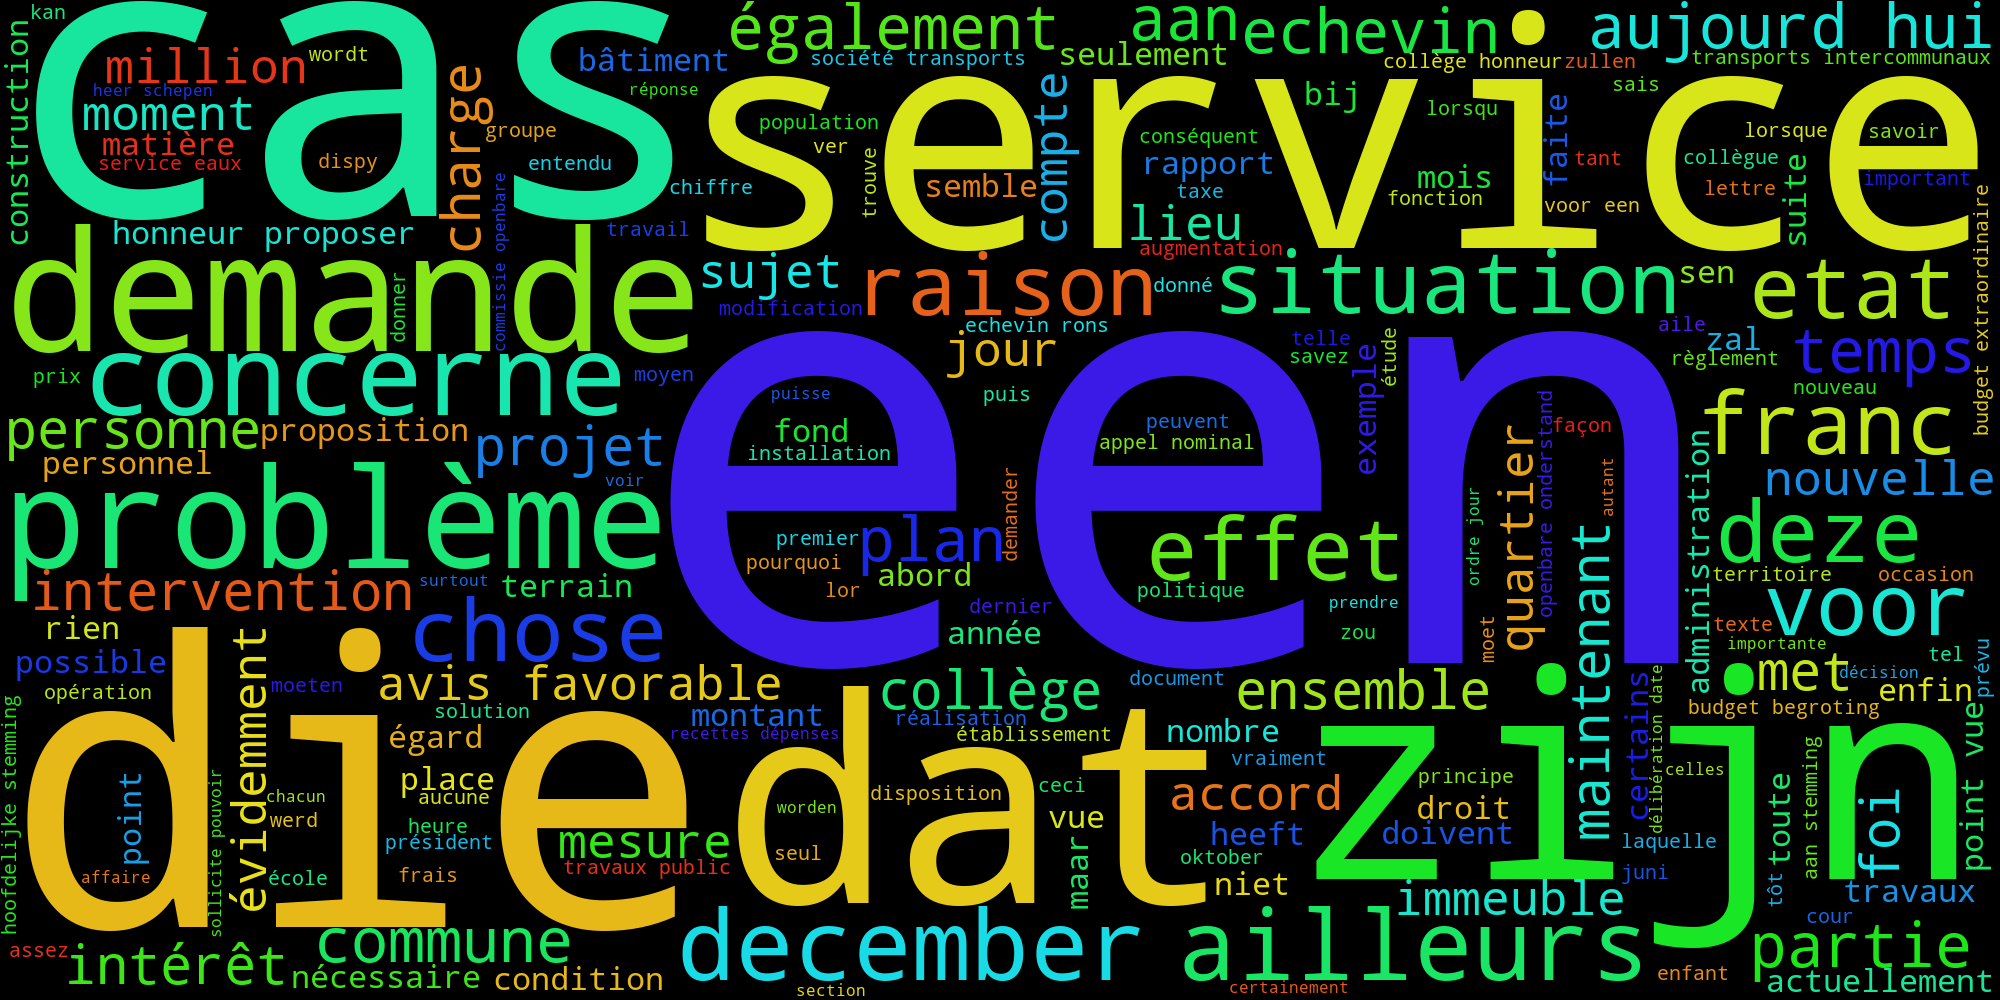 kan
cas
également
aan
echevin
aujourd hui
construction
million
wordt
bâtiment
société transports
seulement
collège honneur
zullen
transports intercommunaux
heer schepen
moment
charge
réponse
service
compte
bij
lorsqu
faite
sais
matière
service eaux
groupe
dispy
entendu
population
ver
trouve
conséquent
rapport
mois
tant
lorsque
savoir
collègue
suite
important
chiffre
semble
taxe
fonction
voor een
lettre
honneur proposer
commissie openbare
travail
lieu
augmentation
budget extraordinaire
demande
donner
sujet
raison
donné
situation
sen
etat
modification
echevin rons
telle
savez
étude
aile
zal
règlement
temps
concerne
prix
moyen
jour
een
puisse
puis
exemple
nouveau
franc
personne
proposition
projet
fond
installation
peuvent
appel nominal
openbare onderstand
façon
personnel
voir
quartier
autant
administration
nouvelle
problème
premier
pourquoi
plan
demander
effet
ordre jour
deze
intervention
surtout
terrain
lor
abord
politique
maintenant
territoire
occasion
rien
chose
dernier
année
prendre
zou
moet
voor
texte
importante
tel
prévu
possible
opération
évidemment
moeten
avis favorable
collège
document
ensemble
certains
délibération date
met
décision
enfin
hoofdelijke stemming
die
sollicite pouvoir
solution
égard
montant
recettes dépenses
réalisation
établissement
nombre
zijn
budget begroting
point vue
point
chacun
werd
place
aucune
dat
worden
disposition
ceci
vraiment
accord
principe
droit
celles
aan stemming
toute
tôt
foi
heure
président
mesure
travaux public
seul
vue
maar
heeft
doivent
laquelle
affaire
école
frais
oktober
niet
immeuble
juni
travaux
assez
intérêt
commune
nécessaire
condition
december
section
ailleurs
certainement
cour
partie
enfant
actuellement